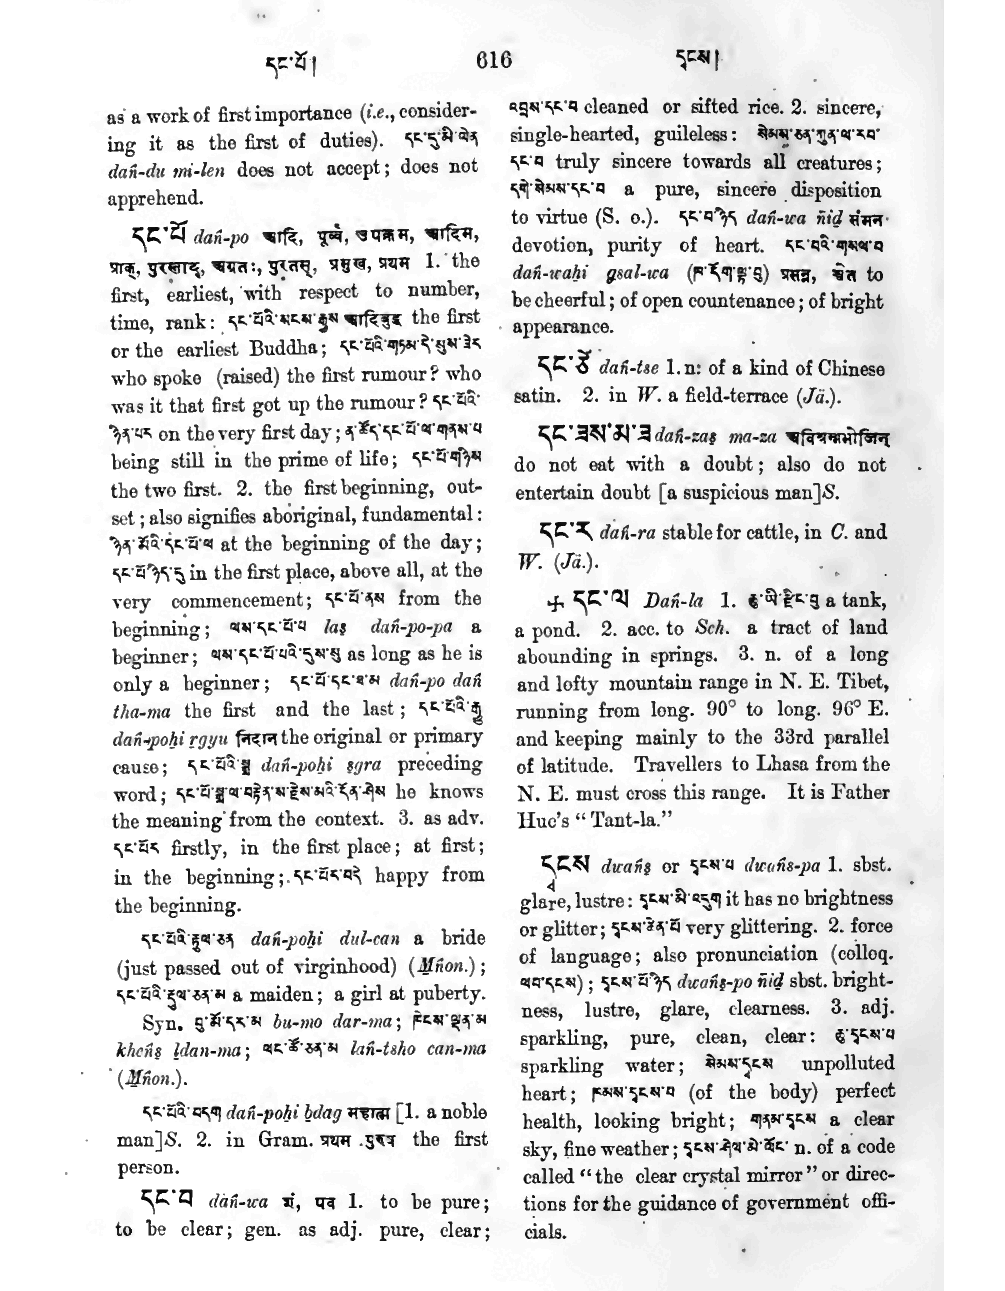 དང་པོ།
616
དྭངས།
as a work of first importance (i.e., consider-
ing it as the first of duties). དང་དུ་མི་ལེན
dañ-du mi-len does not accept; does not
apprehend.
དང་པོ dañ-po आदि, पूर्व्वं, उपक्रम, आदिम,
प्राक्, पुरस्ताद्, अग्रतः, पुरतस्, प्रमुख, प्रथम 1. the
first, earliest, with respect to number,
time, rank: དང་པོའི་སངས་རྒྱས आदिबुद्ध the first
or the earliest Buddha; དང་པོའི་གཏམ་དེ་སུས་ཟེར
who spoke (raised) the first rumour? who
was it that first got up the rumour? དང་པོའི་
ཉིན་པར on the very first day; ན་ཚོད་དང་པོ་ལ་གནས་པ
being still in the prime of life; དང་པོ་གཉིས
the two first. 2. the first beginning, out-
set; also signifies aboriginal, fundamental:
ཉིན་མོའི་དང་པོ་ལ at the beginning of the day;
དང་པོ་ཉིད་དུ in the first place, above all, at the
very commencement; དང་པོ་ནས from the
beginning; ལས་དང་པོ་པ laṣ dañ-po-pa a
beginner; ལས་དང་པོ་པའི་དུས་སུ as long as he is
only a beginner; དང་པོ་དང་ཐ་མ dañ-po dañ
tha-ma the first and the last; དང་པོའི་རྒྱུ
dañ-poḥi rgyu निदान the original or primary
cause; དང་པོའི་སྒྲ dañ-poḥi sgra preceding
word; དང་པོ་སྒྲ་ལ་བརྟེན་ས་རྗེས་མའི་དོན་ཤེས he knows
the meaning from the context. 3. as adv.
དང་པོར firstly, in the first place; at first;
in the beginning; དང་པོར་བདེ happy from
the beginning.
དང་པོའི་རྡུལ་ཅན dañ-poḥi dul-can a bride
(just passed out of virginhood) (Mñon.);
དང་པོའི་རྡུལ་ཅན་མ a maiden; a girl at puberty.
Syn. བུ་མོ་དར་མ bu-mo dar-ma; ཁེངས་ལྡན་མ
kheñṣ ldan-ma; ལང་ཚོ་ཅན་མ lañ-tsho can-ma
(Mñon.).
དང་པོའི་བདག dañ-poḥi bdag महात्म [1. a noble
man]S. 2. in Gram. प्रथम पुरुष the first
person.
དང་བ dañ-wa शं, पव 1. to be pure;
to be clear; gen. as adj. pure, clear;
འབྲས་དང་བ cleaned or sifted rice. 2. sincere,
single-hearted, guileless: སེམས་ཅན་ཀུན་ལ་རབ་
དང་བ truly sincere towards all creatures;
དགེ་སེམས་དང་བ a pure, sincere disposition
to virtue (S. o.). དང་བ་ཉིད dañ-wa ñid संमन
devotion, purity of heart. དང་བའི་གསལ་བ
dañ-waḥi gsal-wa प्रसन्न, श्वेत to
be cheerful; of open countenance; of bright
appearance.
དང་ཙེ dañ-tse 1. n: of a kind of Chinese
satin. 2. in W. a field-terrace (Jä.).
དང་ཟས་མ་ཟ dañ-zaṣ ma-za अविश्रब्धभोजिन्
do not eat with a doubt; also do not
entertain doubt [a suspicious man]S.
དང་ར dañ-ra stable for cattle, in C. and
W. (Jä.).
✢ དང་ལ Dañ-la 1. ཆུ་ཡི་རྫིང་བུ a tank,
a pond. 2. acc. to Sch. a tract of land
abounding in springs. 3. n. of a long
and lofty mountain range in N. E. Tibet,
running from long. 90° to long. 96° E.
and keeping mainly to the 33rd parallel
of latitude. Travellers to Lhasa from the
N. E. must cross this range. It is Father
Huc's “Tant-la.”
དྭངས dwañṣ or དྭངས་པ dwañs-pa 1. sbst.
glare, lustre: དྭངས་མི་འདུག it has no brightness
or glitter; དྭངས་ཆེན་པོ very glittering. 2. force
of language; also pronunciation (colloq.
ལབ་དངས); དྭངས་པོ་ཉིད dwañṣ-po ñid sbst. bright-
ness, lustre, glare, clearness. 3. adj.
sparkling, pure, clean, clear: ཆུ་དྭངས་པ
sparkling water; སེམས་དྭངས unpolluted
heart; ཁམས་དྭངས་པ (of the body) perfect
health, looking bright; གནམ་དྭངས a clear
sky, fine weather; དྭངས་ཤེལ་མེ་ལོང་ n. of a code
called “the clear crystal mirror” or direc-
tions for the guidance of government offi-
cials.